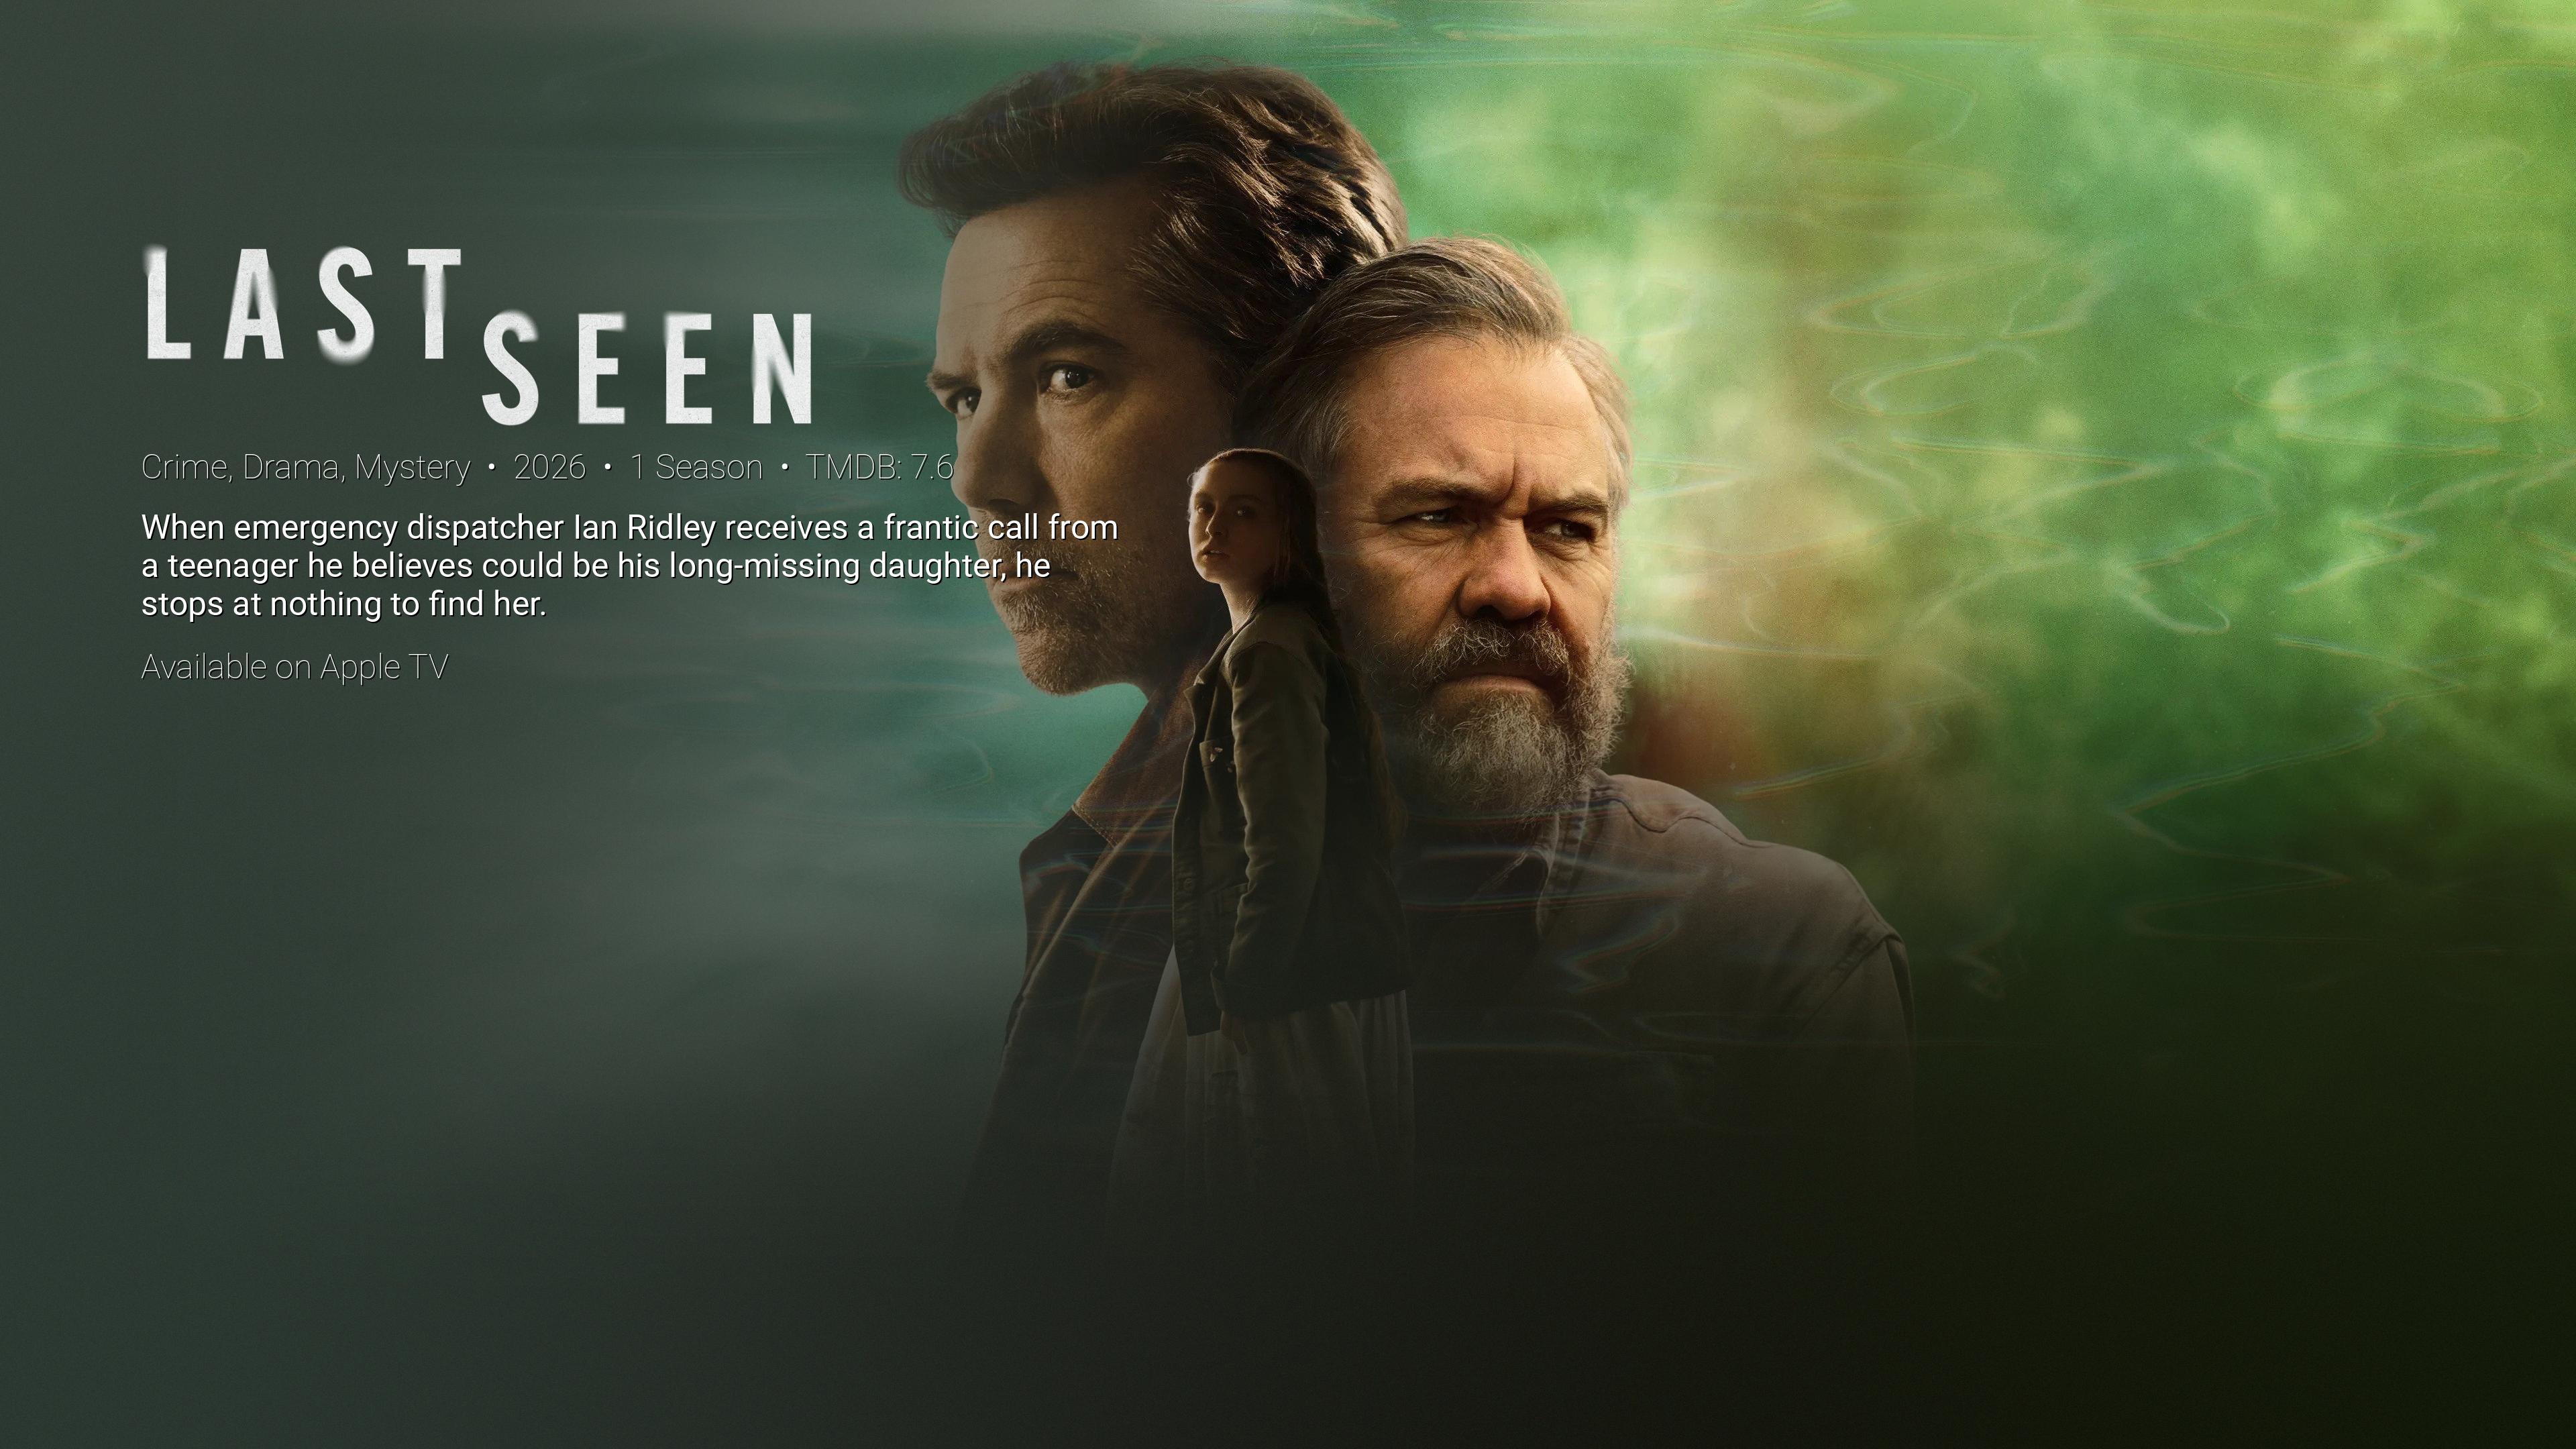 LAST SEEN
Crime, Drama, Mystery • 2026 • 1 Season • TMDB: 7.6
When emergency dispatcher Ian Ridley receives a frantic call from
a teenager he believes could be his long-missing daughter, he
stops at nothing to find her.
Available on Apple TV